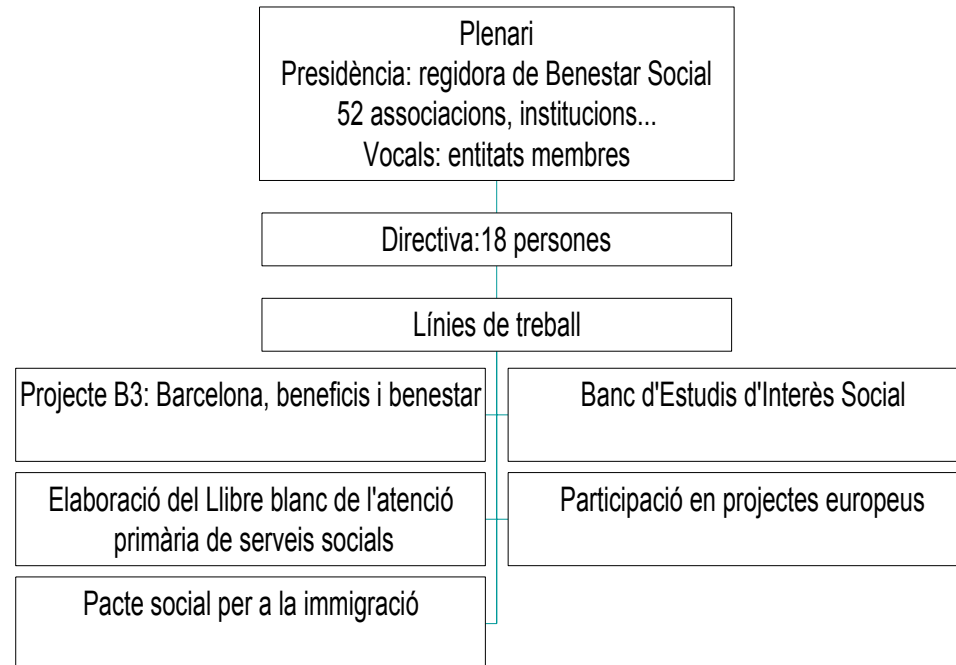 Plenari
Presidència: regidora de Benestar Social
52 associacions, institucions...
Vocals: entitats membres
Directiva:18 persones
Línies de treball
Projecte B3: Barcelona, beneficis i benestar
Banc d'Estudis d'Interès Social
Elaboració del Llibre blanc de l'atenció
primària de serveis socials
Participació en projectes europeus
Pacte social per a la immigració